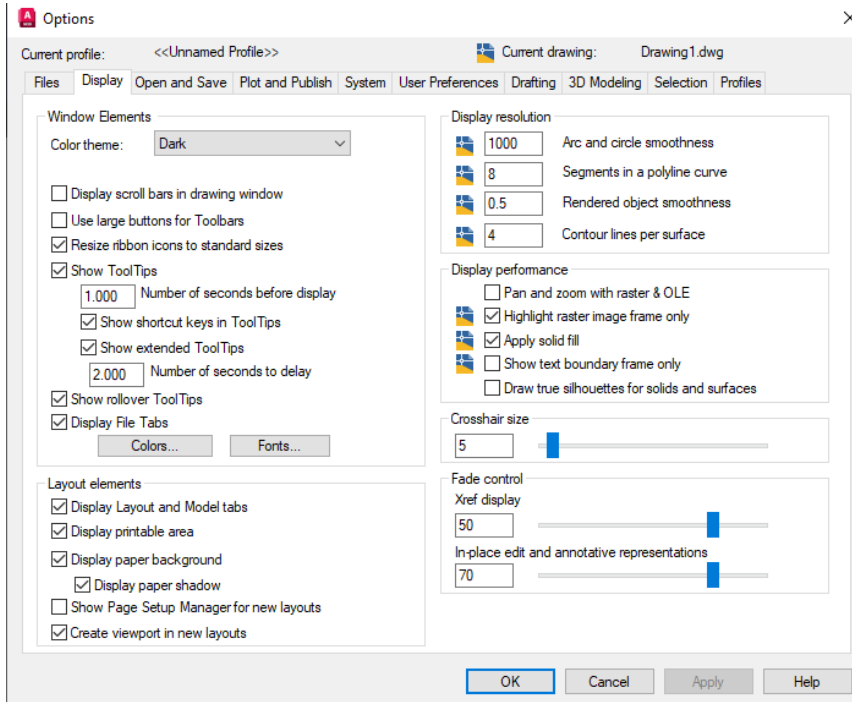 Options
Current profile: <<Unnamed Profile>> Current drawing: Drawing1.dwg
Files Display Open and Save Plot and Publish System User Preferences Drafting 3D Modeling Selection Profiles
Window Elements
Color theme: Dark
Display scroll bars in drawing window
Use large buttons for Toolbars
Resize ribbon icons to standard sizes
Show ToolTips
1.000 Number of seconds before display
Show shortcut keys in ToolTips
Show extended ToolTips
2.000 Number of seconds to delay
Show rollover ToolTips
Display File Tabs
Colors... Fonts...
Layout elements
Display Layout and Model tabs
Display printable area
Display paper background
Display paper shadow
Show Page Setup Manager for new layouts
Create viewport in new layouts
Display resolution
1000 Arc and circle smoothness
8 Segments in a polyline curve
0.5 Rendered object smoothness
4 Contour lines per surface
Display performance
Pan and zoom with raster & OLE
Highlight raster image frame only
Apply solid fill
Show text boundary frame only
Draw true silhouettes for solids and surfaces
Crosshair size
5
Fade control
Xref display
50
In-place edit and annotative representations
70
OK Cancel Apply Help